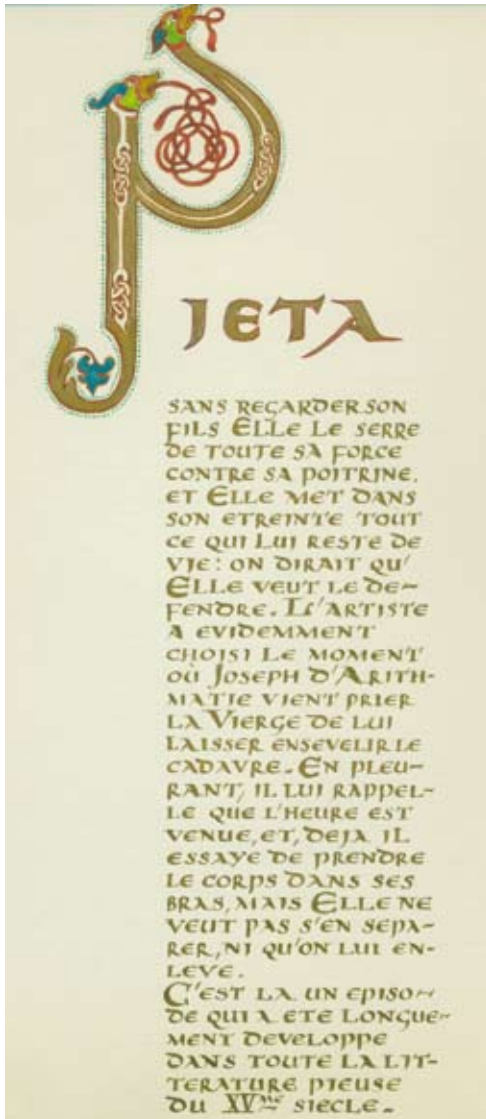 PIETA
SANS REGARDER SON
FILS ELLE LE SERRE
DE TOUTE SA FORCE
CONTRE SA POITRINE.
ET ELLE MET DANS
SON ETREINTE TOUT
CE QUI LUI RESTE DE
VIE: ON DIRAIT QU'
ELLE VEUT LE DE-
FENDRE. LL'ARTISTE
A EVIDEMMENT
CHOISI LE MOMENT
OÙ JOSEPH D'ARITH-
MATIE VIENT PRIER
LA VIERGE DE LUI
LAISSER ENSEVELIR LE
CADAVRE. EN PLEU-
RANT, IL LUI RAPPEL-
LE QUE L'HEURE EST
VENUE, ET, DEJA IL
ESSAYE DE PRENDRE
LE CORPS DANS SES
BRAS, MAIS ELLE NE
VEUT PAS S'EN SEPA-
RER, NI QU'ON LUI EN-
LEVE.
C'EST LA UN EPISO-
DE QUI A ETE LONGUE-
MENT DEVELOPPE
DANS TOUTE LA LIT-
TERATURE PIEUSE
DU XVme SIECLE.